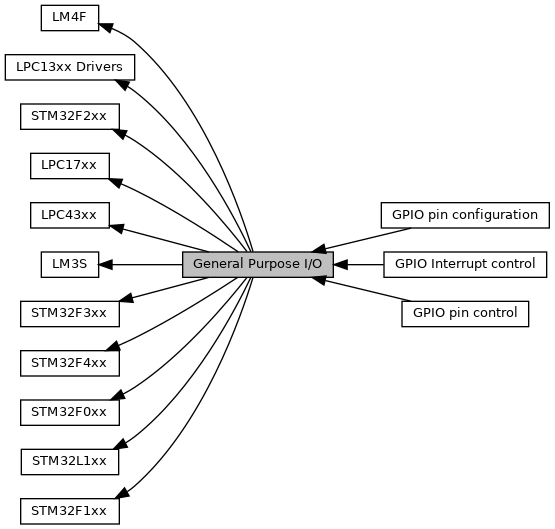 LM4F
LPC13xx Drivers
STM32F2xx
LPC17xx
LPC43xx
LM3S
STM32F3xx
STM32F4xx
STM32F0xx
STM32L1xx
STM32F1xx
General Purpose I/O
GPIO pin configuration
GPIO Interrupt control
GPIO pin control